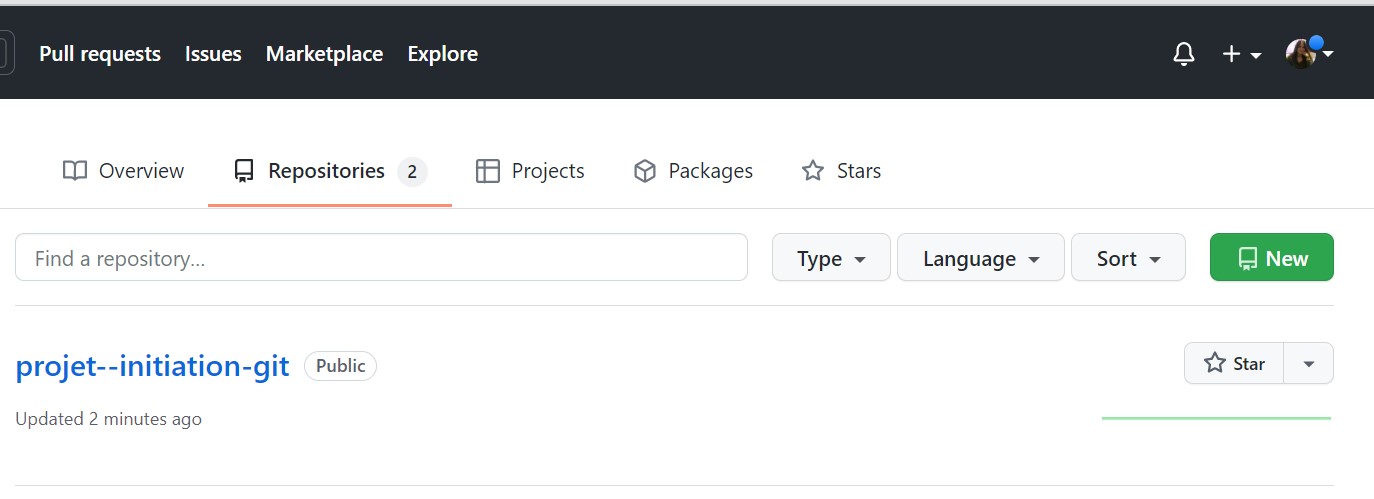 Pull requests Issues Marketplace Explore
Overview Repositories 2 Projects Packages Stars
Find a repository... Type Language Sort New
projet--initiation-git Public Star
Updated 2 minutes ago